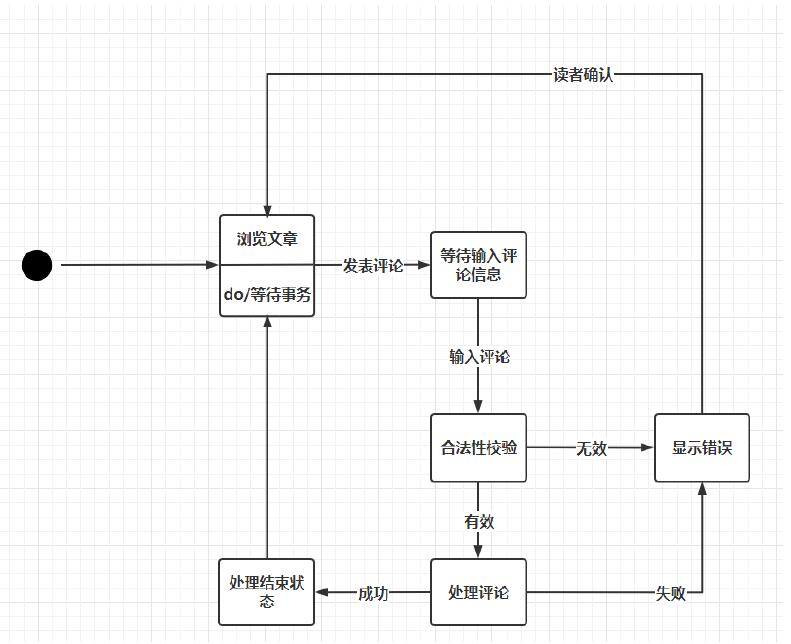 读者确认
浏览文章
do/等待事务
发表评论
等待输入评
论信息
输入评论
合法性校验
无效
显示错误
有效
处理结束状
态
成功
处理评论
失败